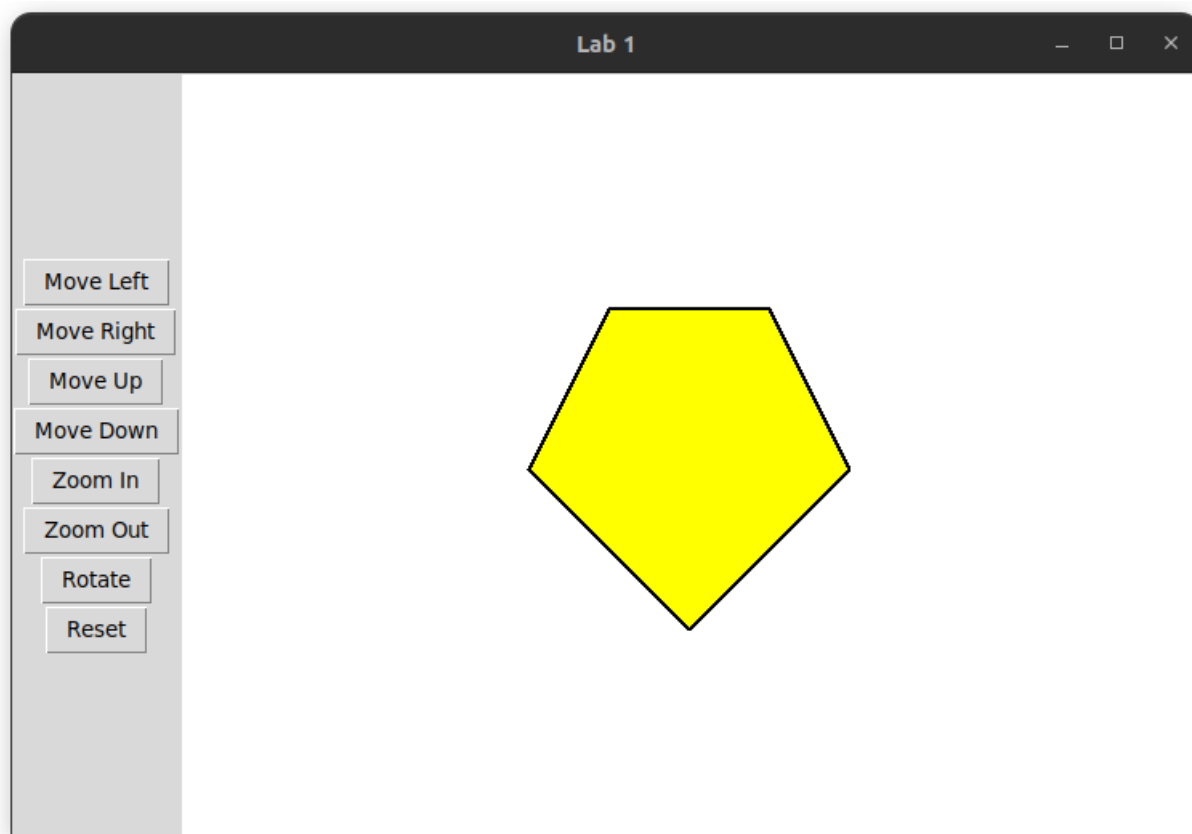 Lab 1
Move Left
Move Right
Move Up
Move Down
Zoom In
Zoom Out
Rotate
Reset